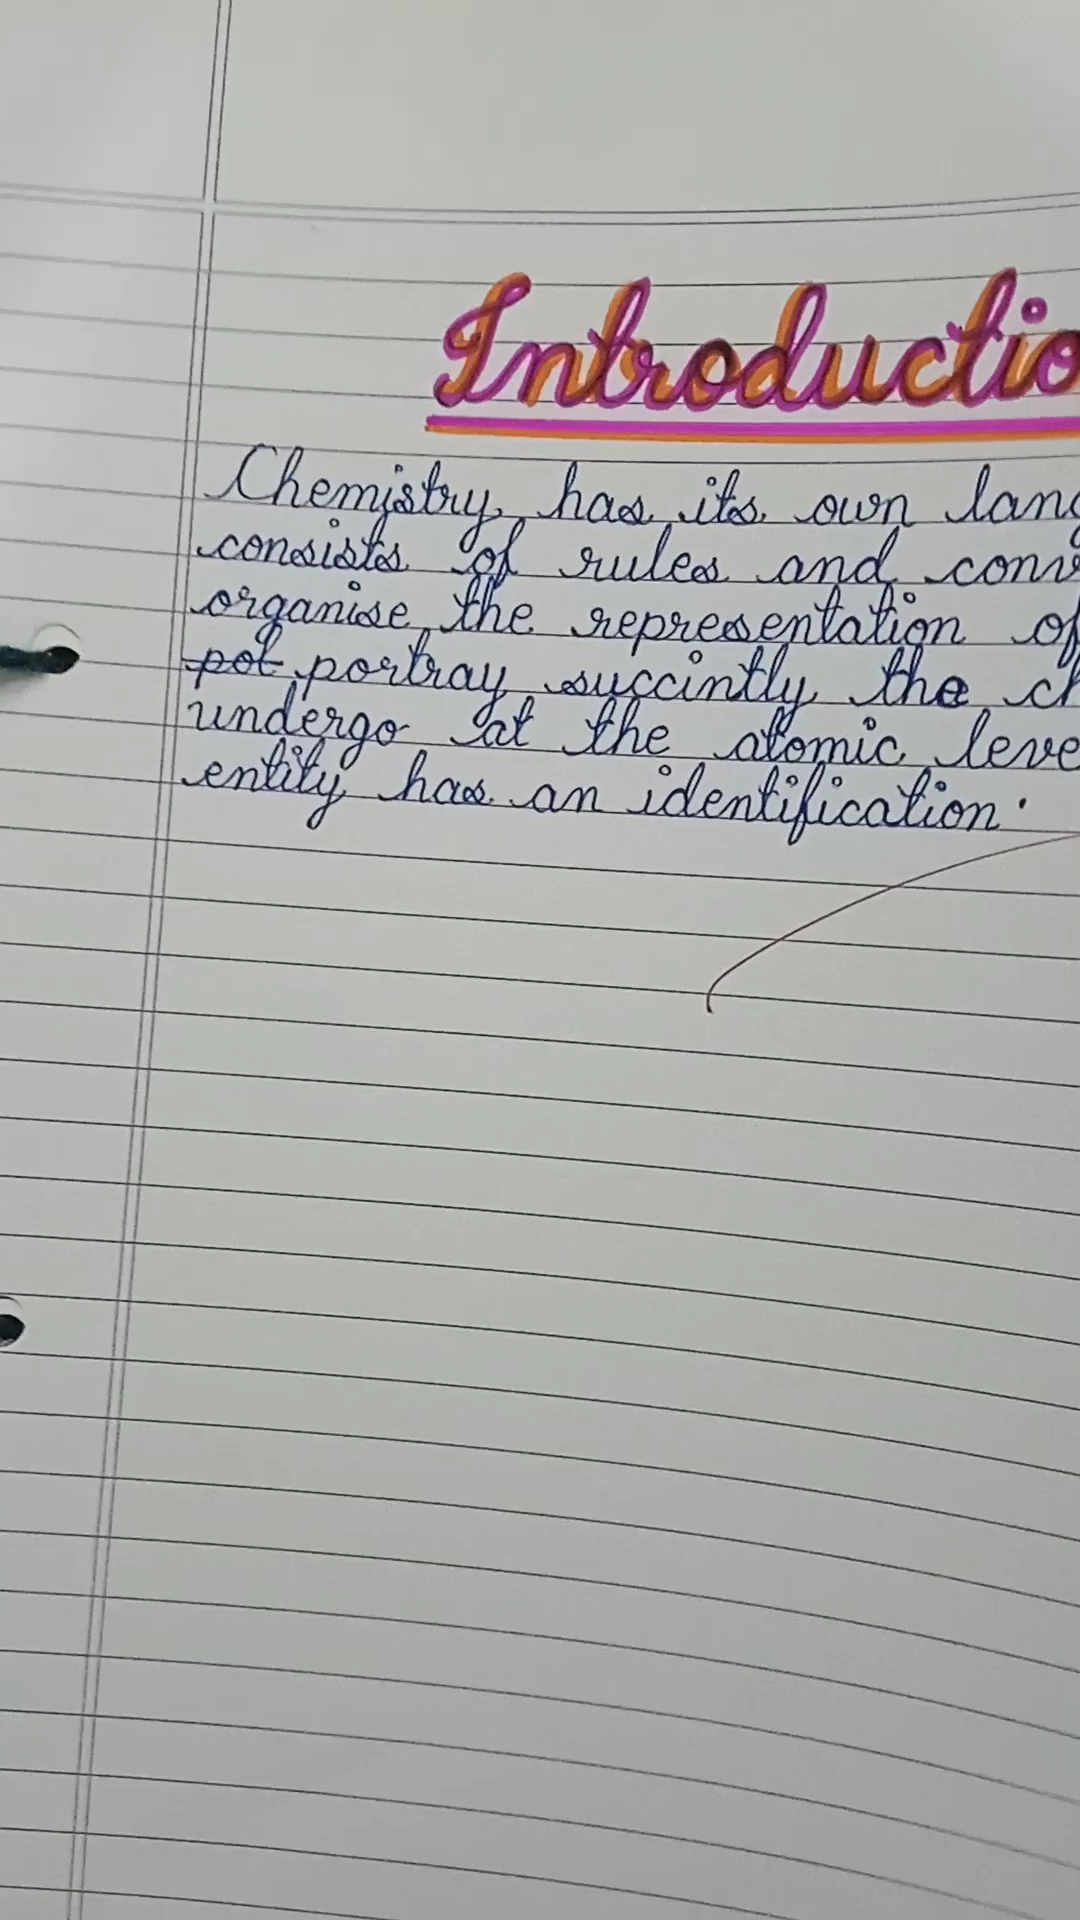 Introductio
Chemistry has its own lang
consists of rules and conv
organise the representation of
pot portray succintly the ch
undergo at the atomic leve
entity has an identification.